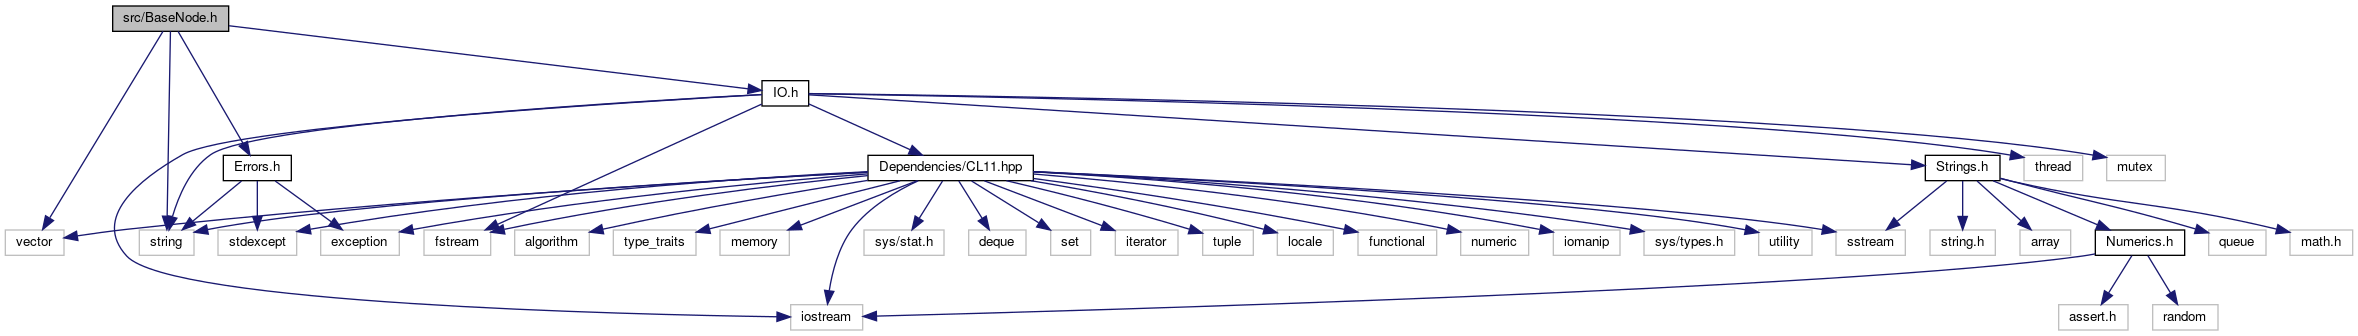 src/BaseNode.h
IO.h
Errors.h
Dependencies/CL11.hpp
Strings.h
thread
mutex
vector
string
stdexcept
exception
fstream
algorithm
type_traits
memory
sys/stat.h
deque
set
iterator
tuple
locale
functional
numeric
iomanip
sys/types.h
utility
sstream
string.h
array
Numerics.h
queue
math.h
iostream
assert.h
random